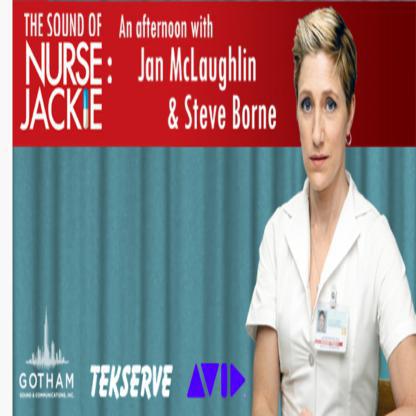 THE SOUND OF
NURSE:
JACKIE
An afternoon with
Jan McLaughlin
& Steve Borne
GOTHAM
SOUND & COMMUNICATIONS, INC.
TEKSERVE
AVID